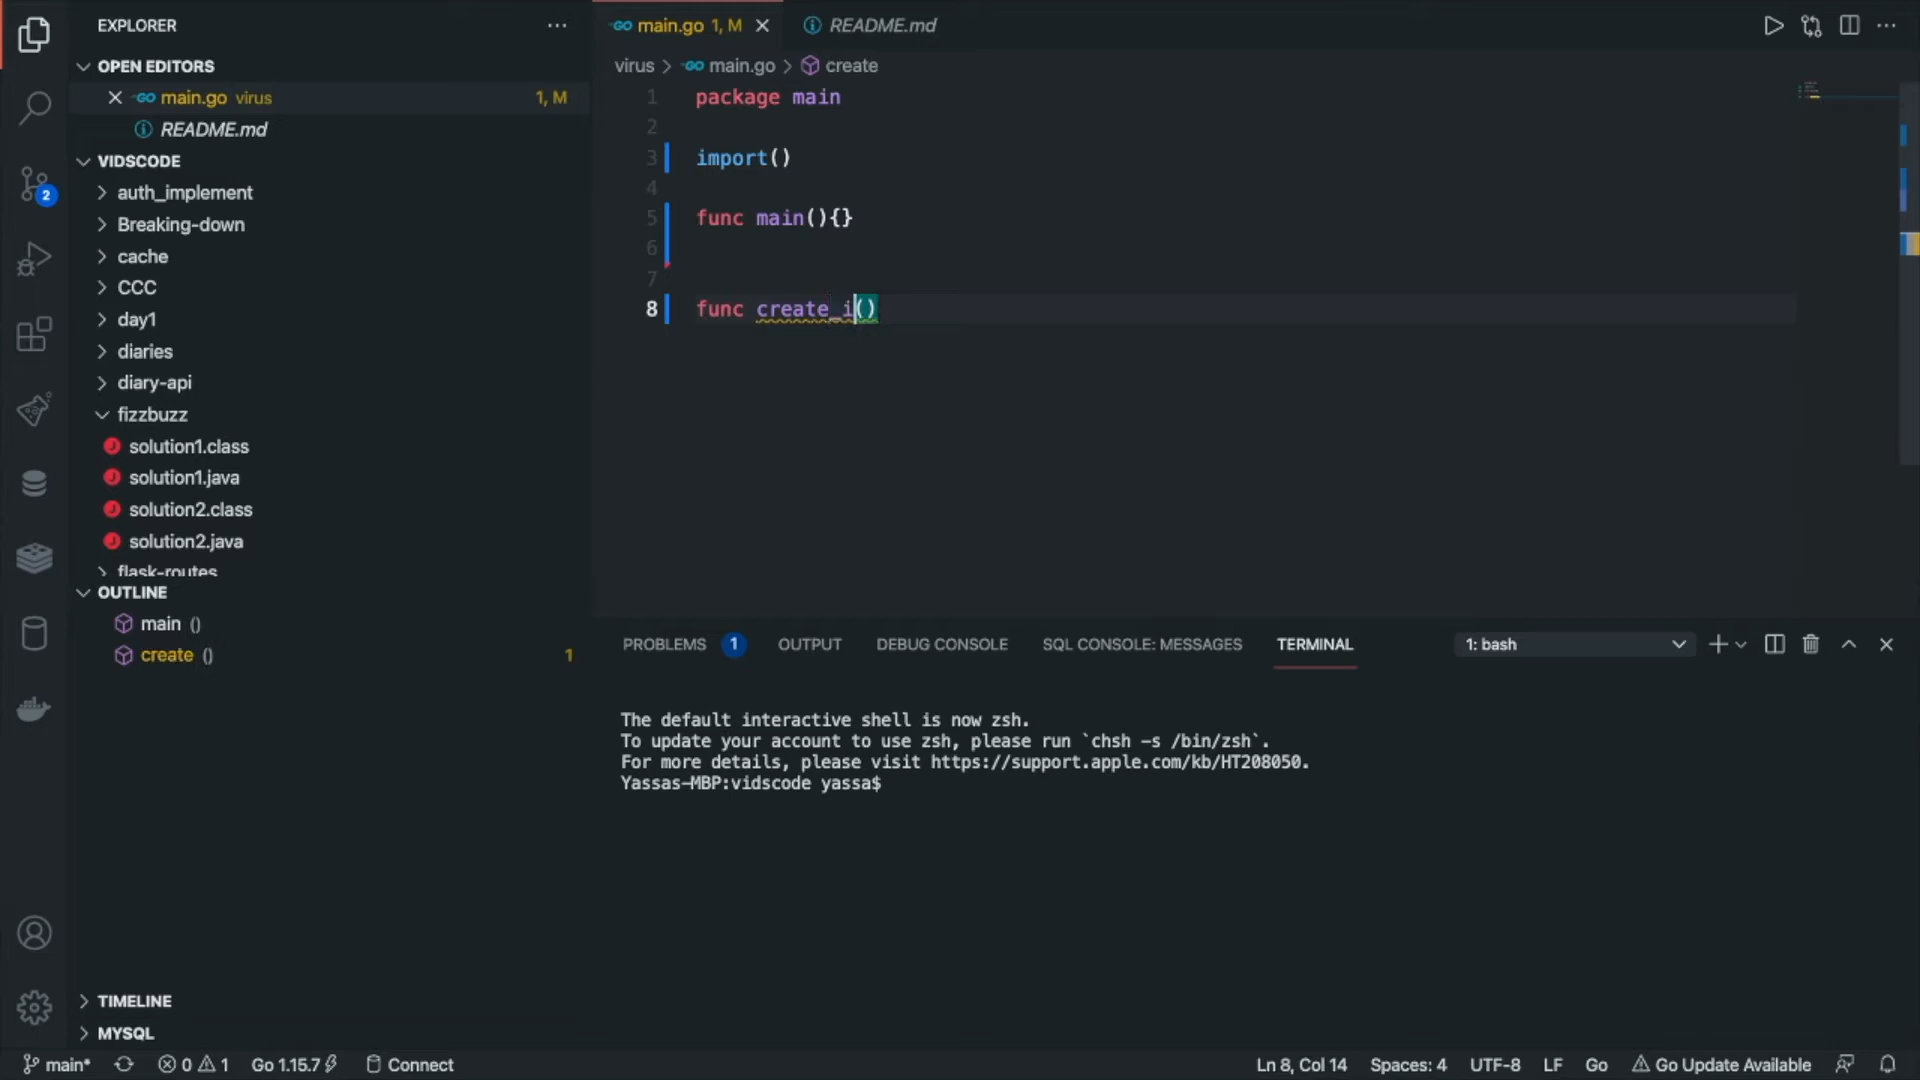 EXPLORER
OPEN EDITORS
main.go virus 1, M
README.md
VIDSCODE
auth_implement
Breaking-down
cache
CCC
day1
diaries
diary-api
fizzbuzz
solution1.class
solution1.java
solution2.class
solution2.java
flask-routes
OUTLINE
main ()
create () 1
TIMELINE
MYSQL
2
main.go 1, M README.md
virus > main.go > create
1 package main
2
3 import()
4
5 func main(){}
6
7
8 func create_i()
PROBLEMS 1 OUTPUT DEBUG CONSOLE SQL CONSOLE: MESSAGES TERMINAL 1: bash
The default interactive shell is now zsh.
To update your account to use zsh, please run `chsh -s /bin/zsh`.
For more details, please visit https://support.apple.com/kb/HT208050.
Yassas-MBP:vidscode yassa$
main* 0 1 Go 1.15.7 Connect Ln 8, Col 14 Spaces: 4 UTF-8 LF Go Go Update Available